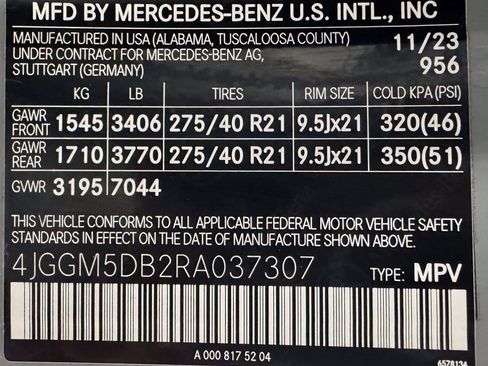 MFD BY MERCEDES-BENZ U.S. INTL., INC
MANUFACTURED IN USA (ALABAMA, TUSCALOOSA COUNTY) 11/23
UNDER CONTRACT FOR MERCEDES-BENZ AG, 956
STUTTGART (GERMANY)
KG LB TIRES RIM SIZE COLD KPA (PSI)
GAWR FRONT 1545 3406 275/40 R21 9.5Jx21 320(46)
GAWR REAR 1710 3770 275/40 R21 9.5Jx21 350(51)
GVWR 3195 7044
THIS VEHICLE CONFORMS TO ALL APPLICABLE FEDERAL MOTOR VEHICLE SAFETY
STANDARDS IN EFFECT ON THE DATE OF MANUFACTURE SHOWN ABOVE.
4JGGM5DB2RA037307 TYPE: MPV
A 000 817 52 04
6578134